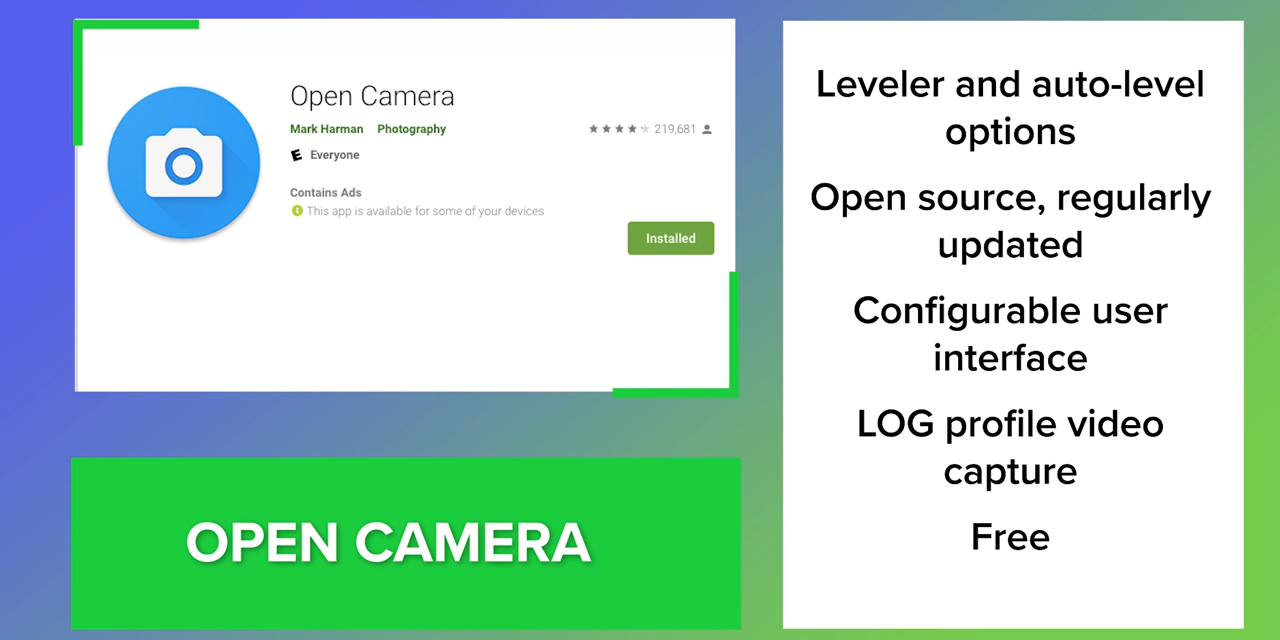 Open Camera
Mark Harman Photography
219,681
Everyone
Contains Ads
This app is available for some of your devices
Installed
OPEN CAMERA
Leveler and auto-level
options
Open source, regularly
updated
Configurable user
interface
LOG profile video
capture
Free